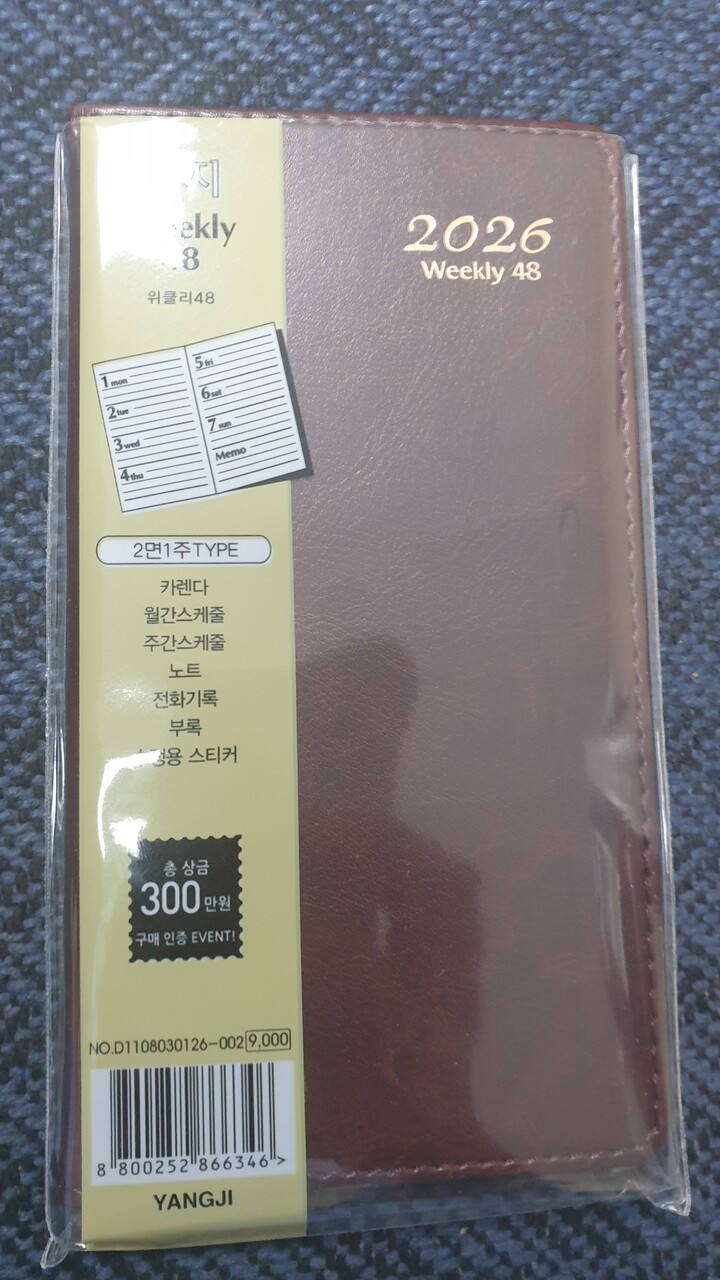 지
ekly
48
위클리48
1 mon
2 tue
3 wed
4 thu
5 fri
6 sat
7 sun
Memo
2면1주TYPE
카렌다
월간스케줄
주간스케줄
노트
전화기록
부록
스티커
총 상금
300만원
구매 인증 EVENT!
NO.D1108030126-002 9,000
8 800252 866346 >
YANGJI
2026
Weekly 48